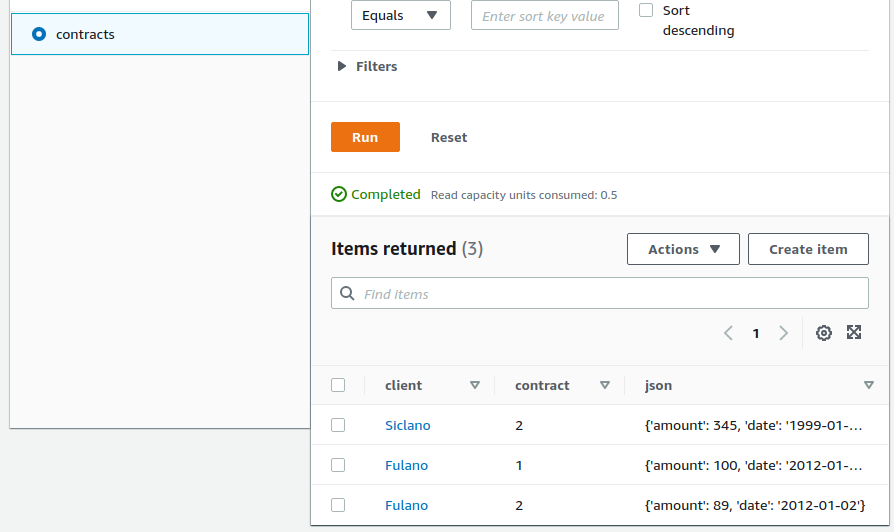 contracts
Equals
Enter sort key value
Sort
descending
Filters
Run
Reset
Completed Read capacity units consumed: 0.5
Items returned (3)
Actions
Create item
Find items
1
client contract json
Siclano 2 {'amount': 345, 'date': '1999-01-...
Fulano 1 {'amount': 100, 'date': '2012-01-...
Fulano 2 {'amount': 89, 'date': '2012-01-02'}